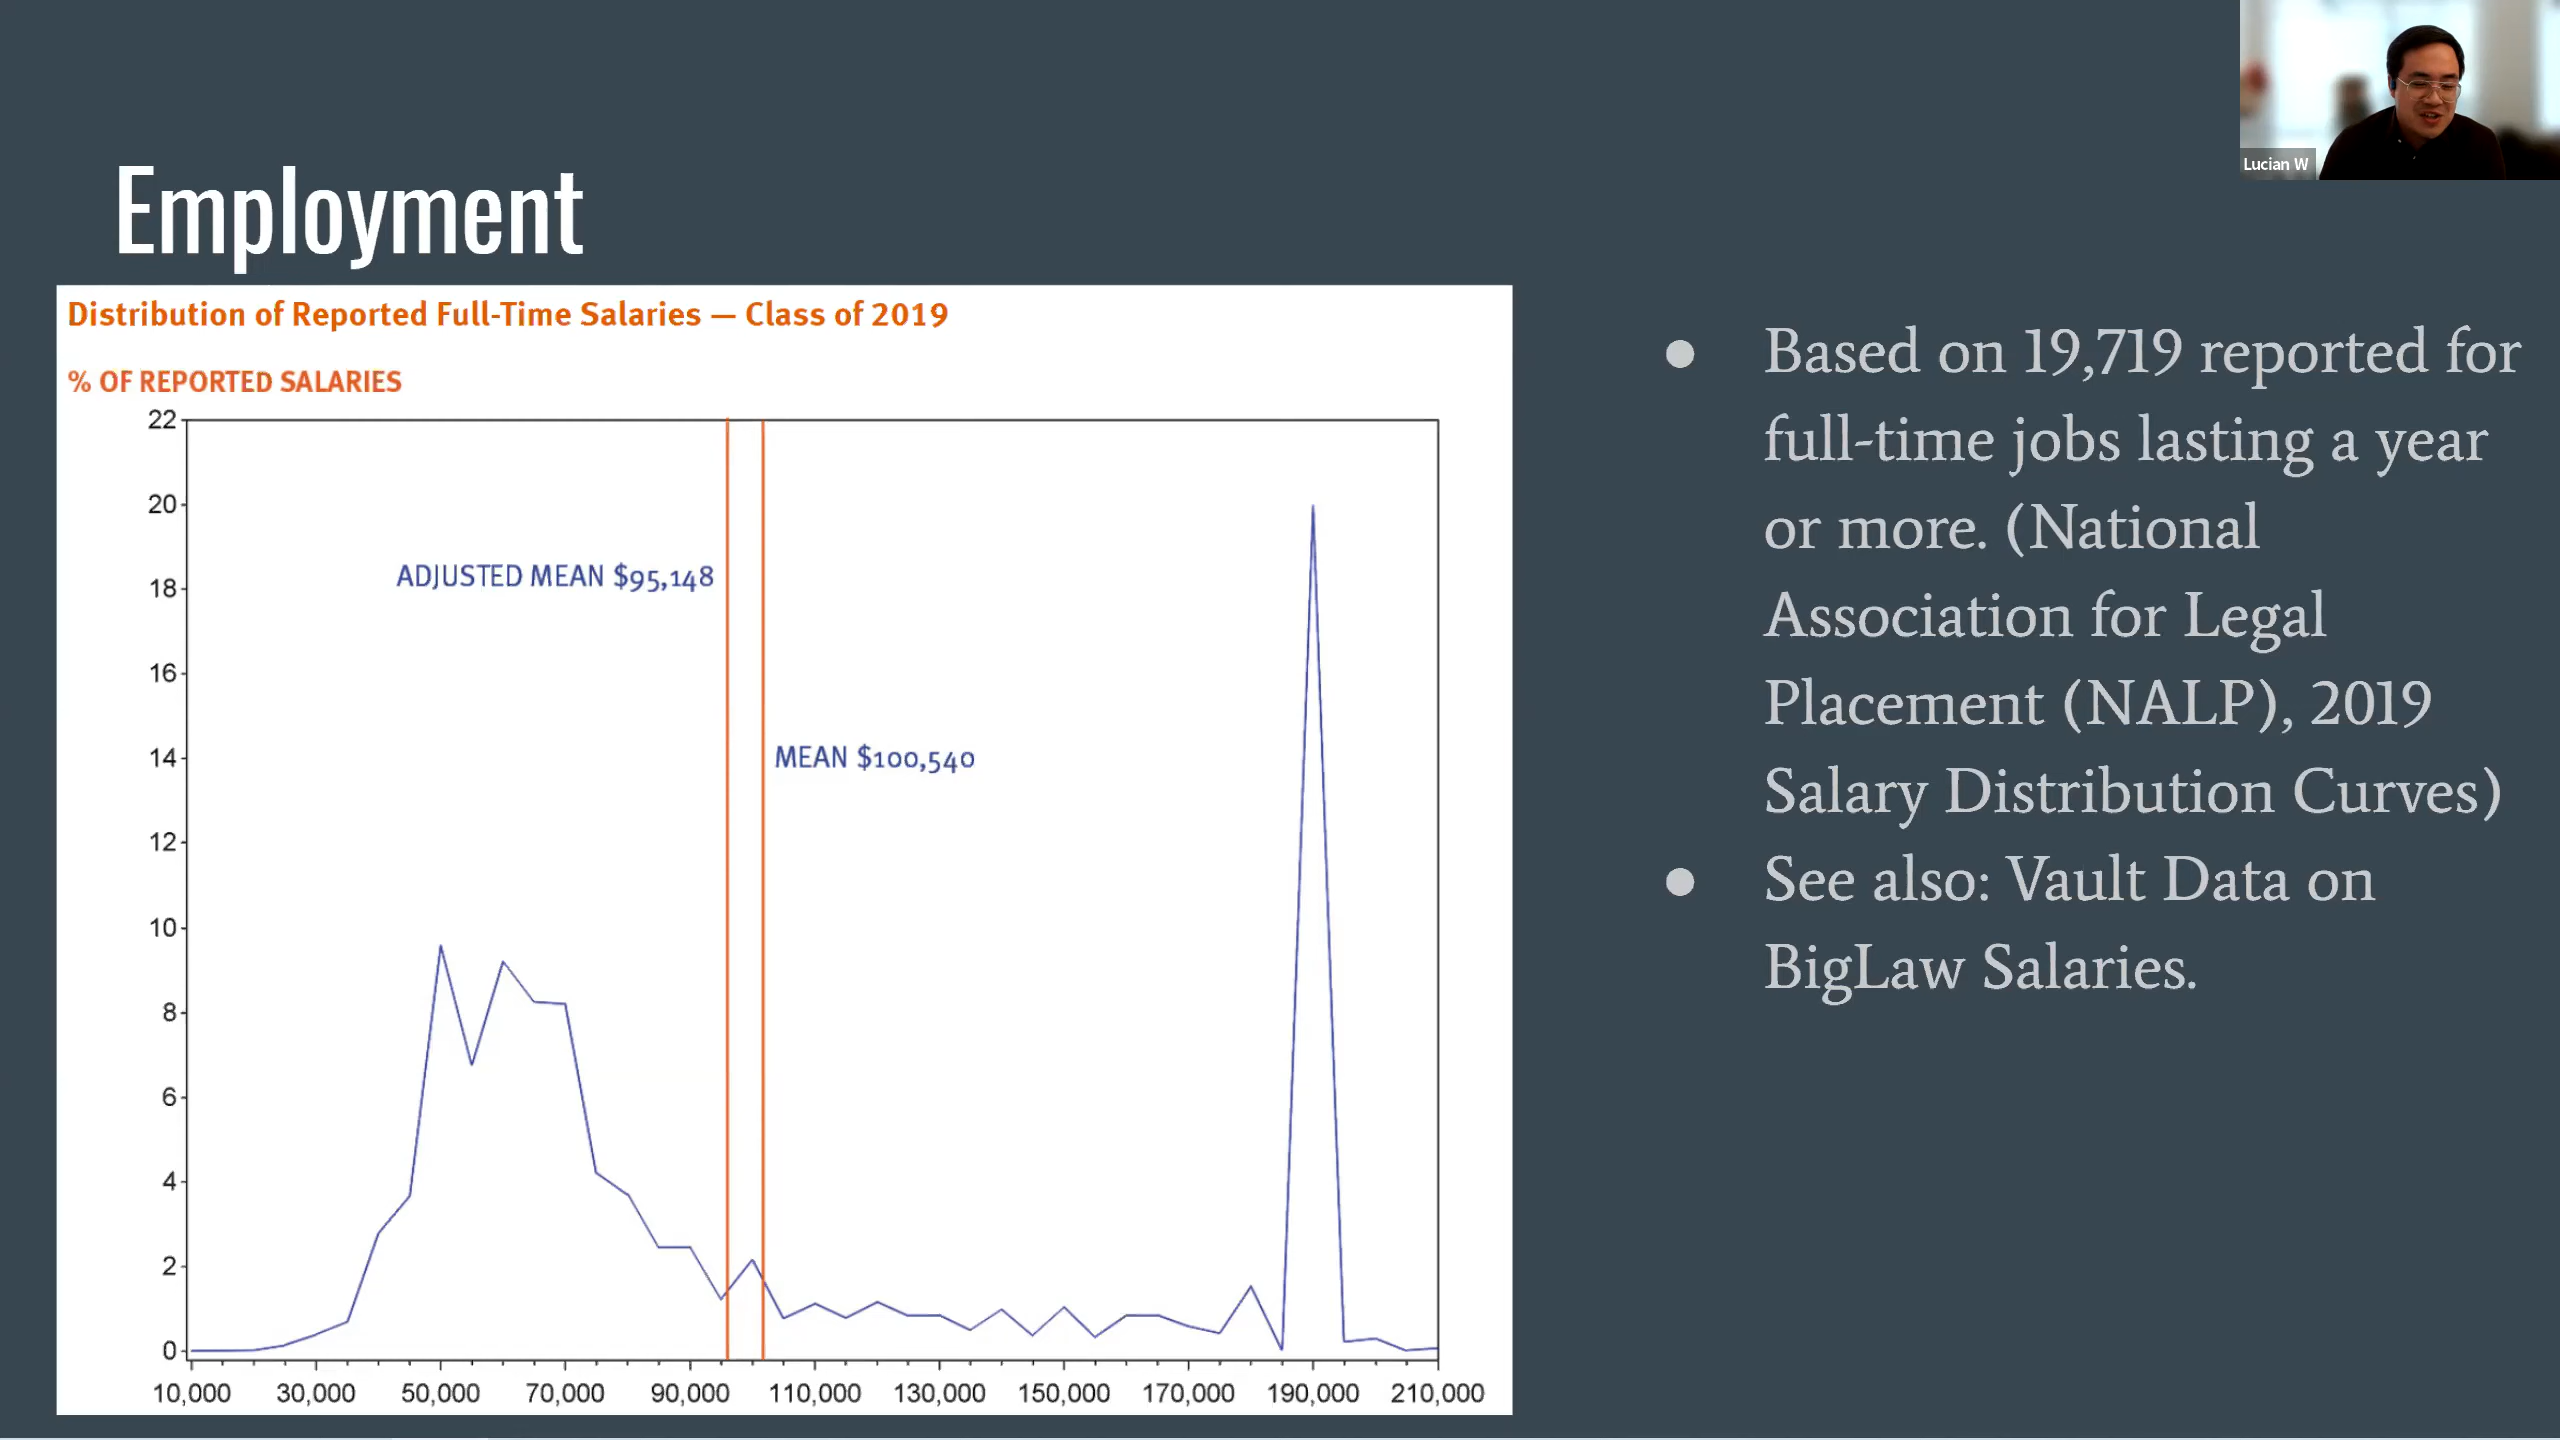 Lucian W
Employment
Distribution of Reported Full-Time Salaries — Class of 2019
% OF REPORTED SALARIES
22
20
18
16
14
12
10
8
6
4
2
0
ADJUSTED MEAN $95,148
MEAN $100,540
10,000 30,000 50,000 70,000 90,000 110,000 130,000 150,000 170,000 190,000 210,000
● Based on 19,719 reported for
full-time jobs lasting a year
or more. (National
Association for Legal
Placement (NALP), 2019
Salary Distribution Curves)
● See also: Vault Data on
BigLaw Salaries.